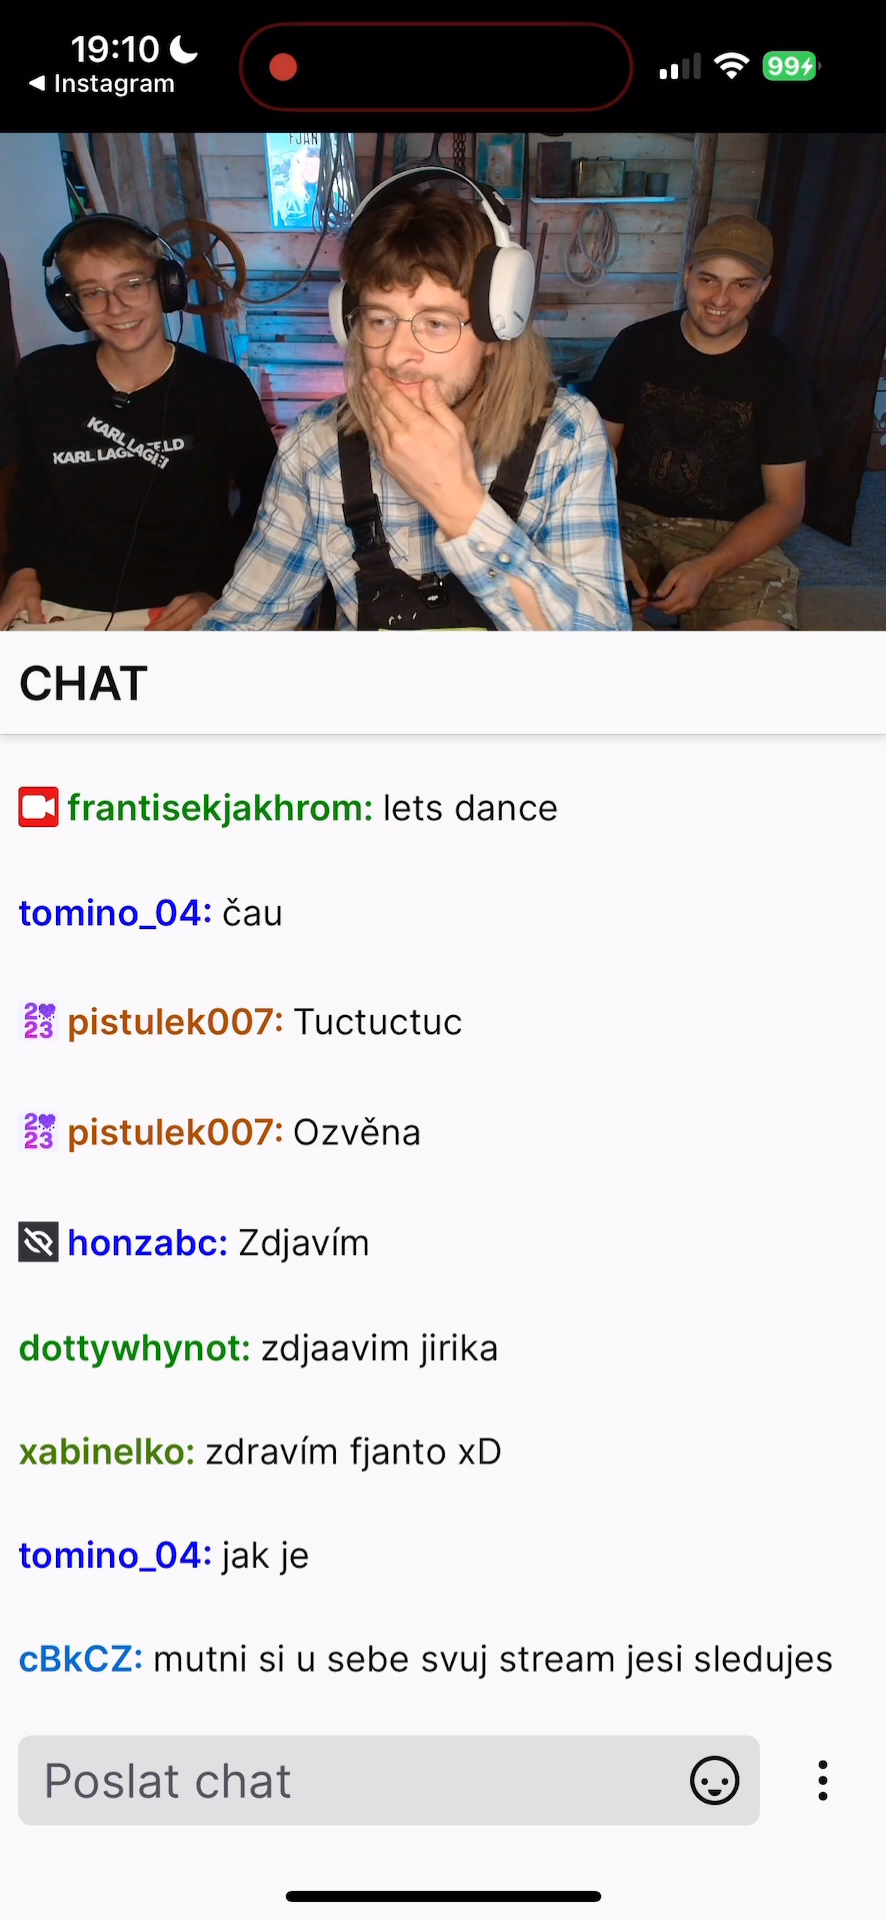 19:10
Instagram
99
FJAN
KARL LAGERFELD
KARL LAGERFELD
CHAT
frantisekjakhrom: lets dance
tomino_04: čau
2023 pistulek007: Tuctuctuc
2023 pistulek007: Ozvěna
honzabc: Zdjavím
dottywhynot: zdjaavim jirika
xabinelko: zdravím fjanto xD
tomino_04: jak je
cBkCZ: mutni si u sebe svuj stream jesi sledujes
Poslat chat